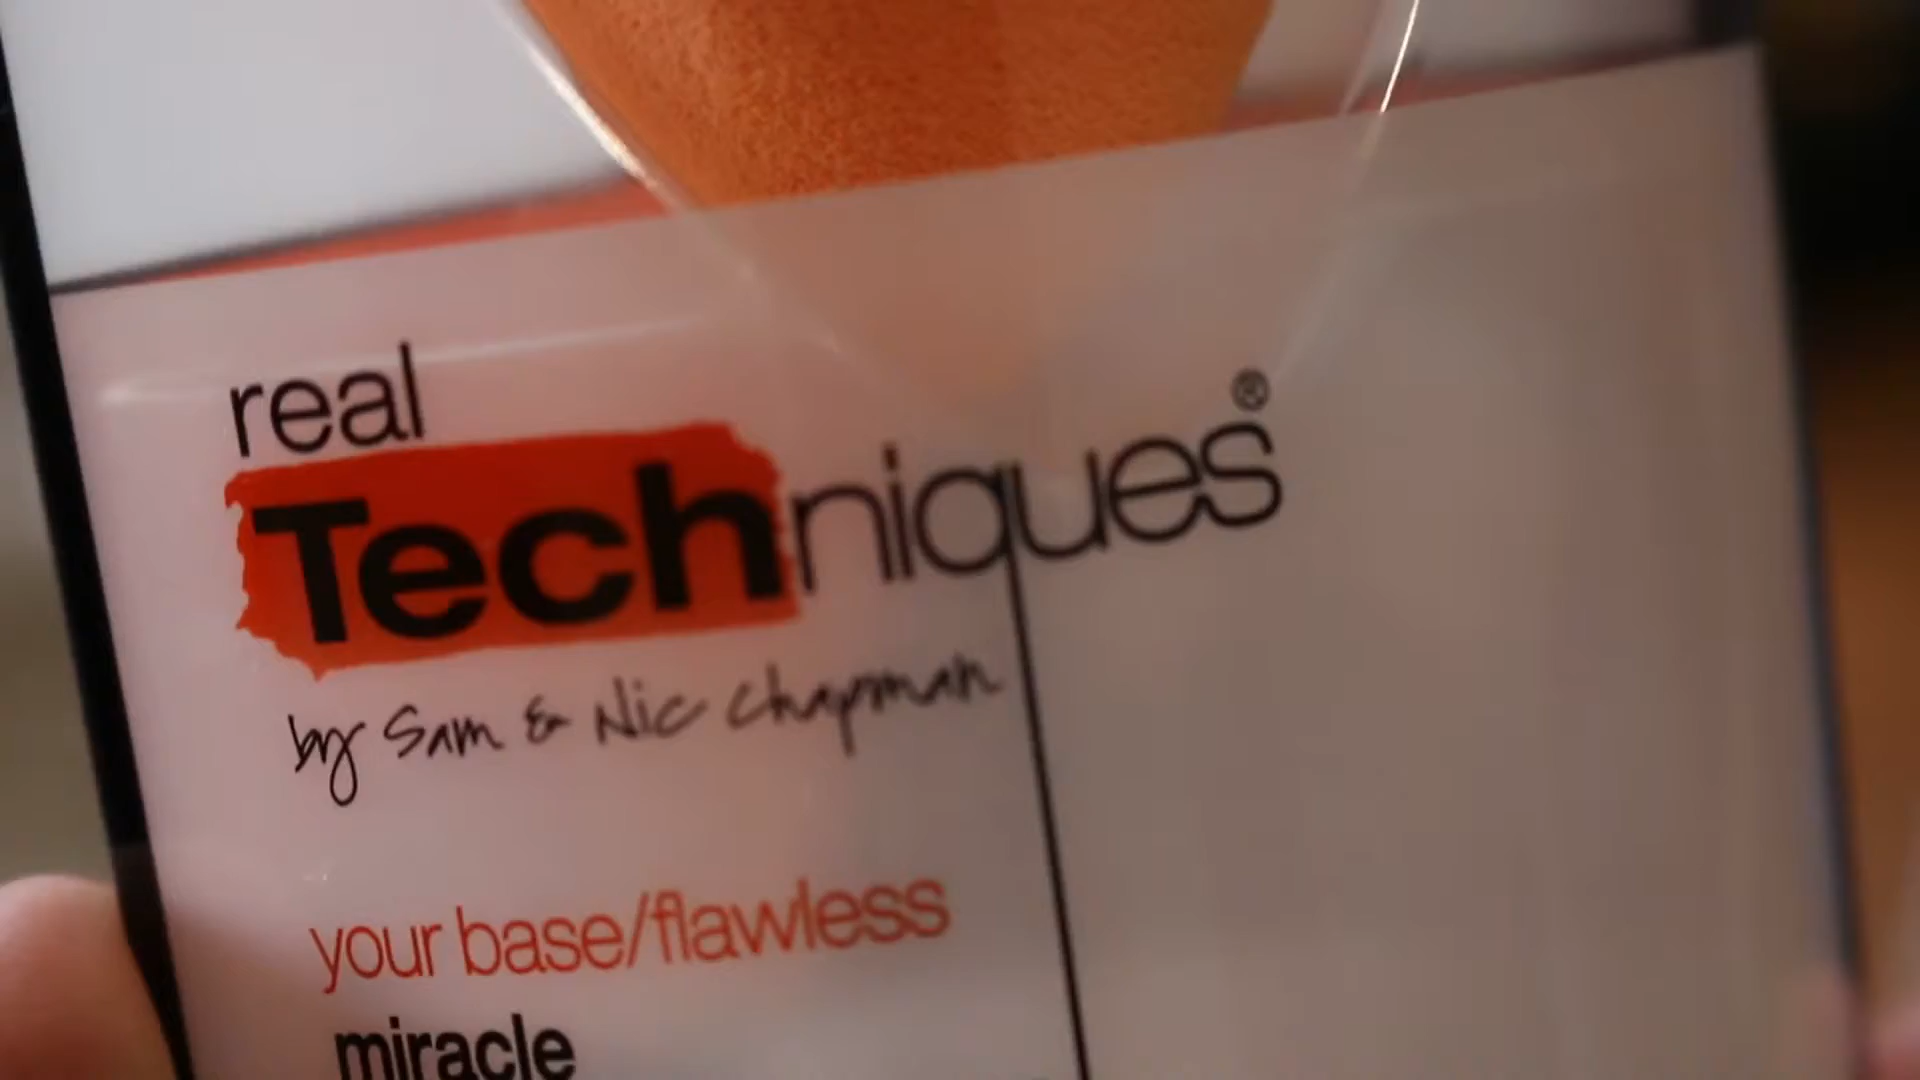 real
Techniques®
by Sam & Nic Chapman
your base/flawless
miracle